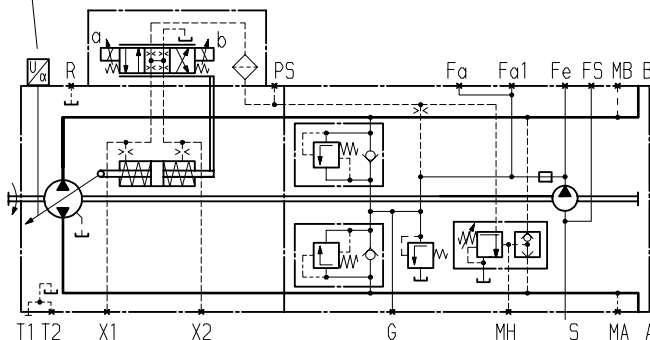 a b
U/α R PS Fa Fa1 Fe FS MB B
T1 T2 X1 X2 G MH S MA A